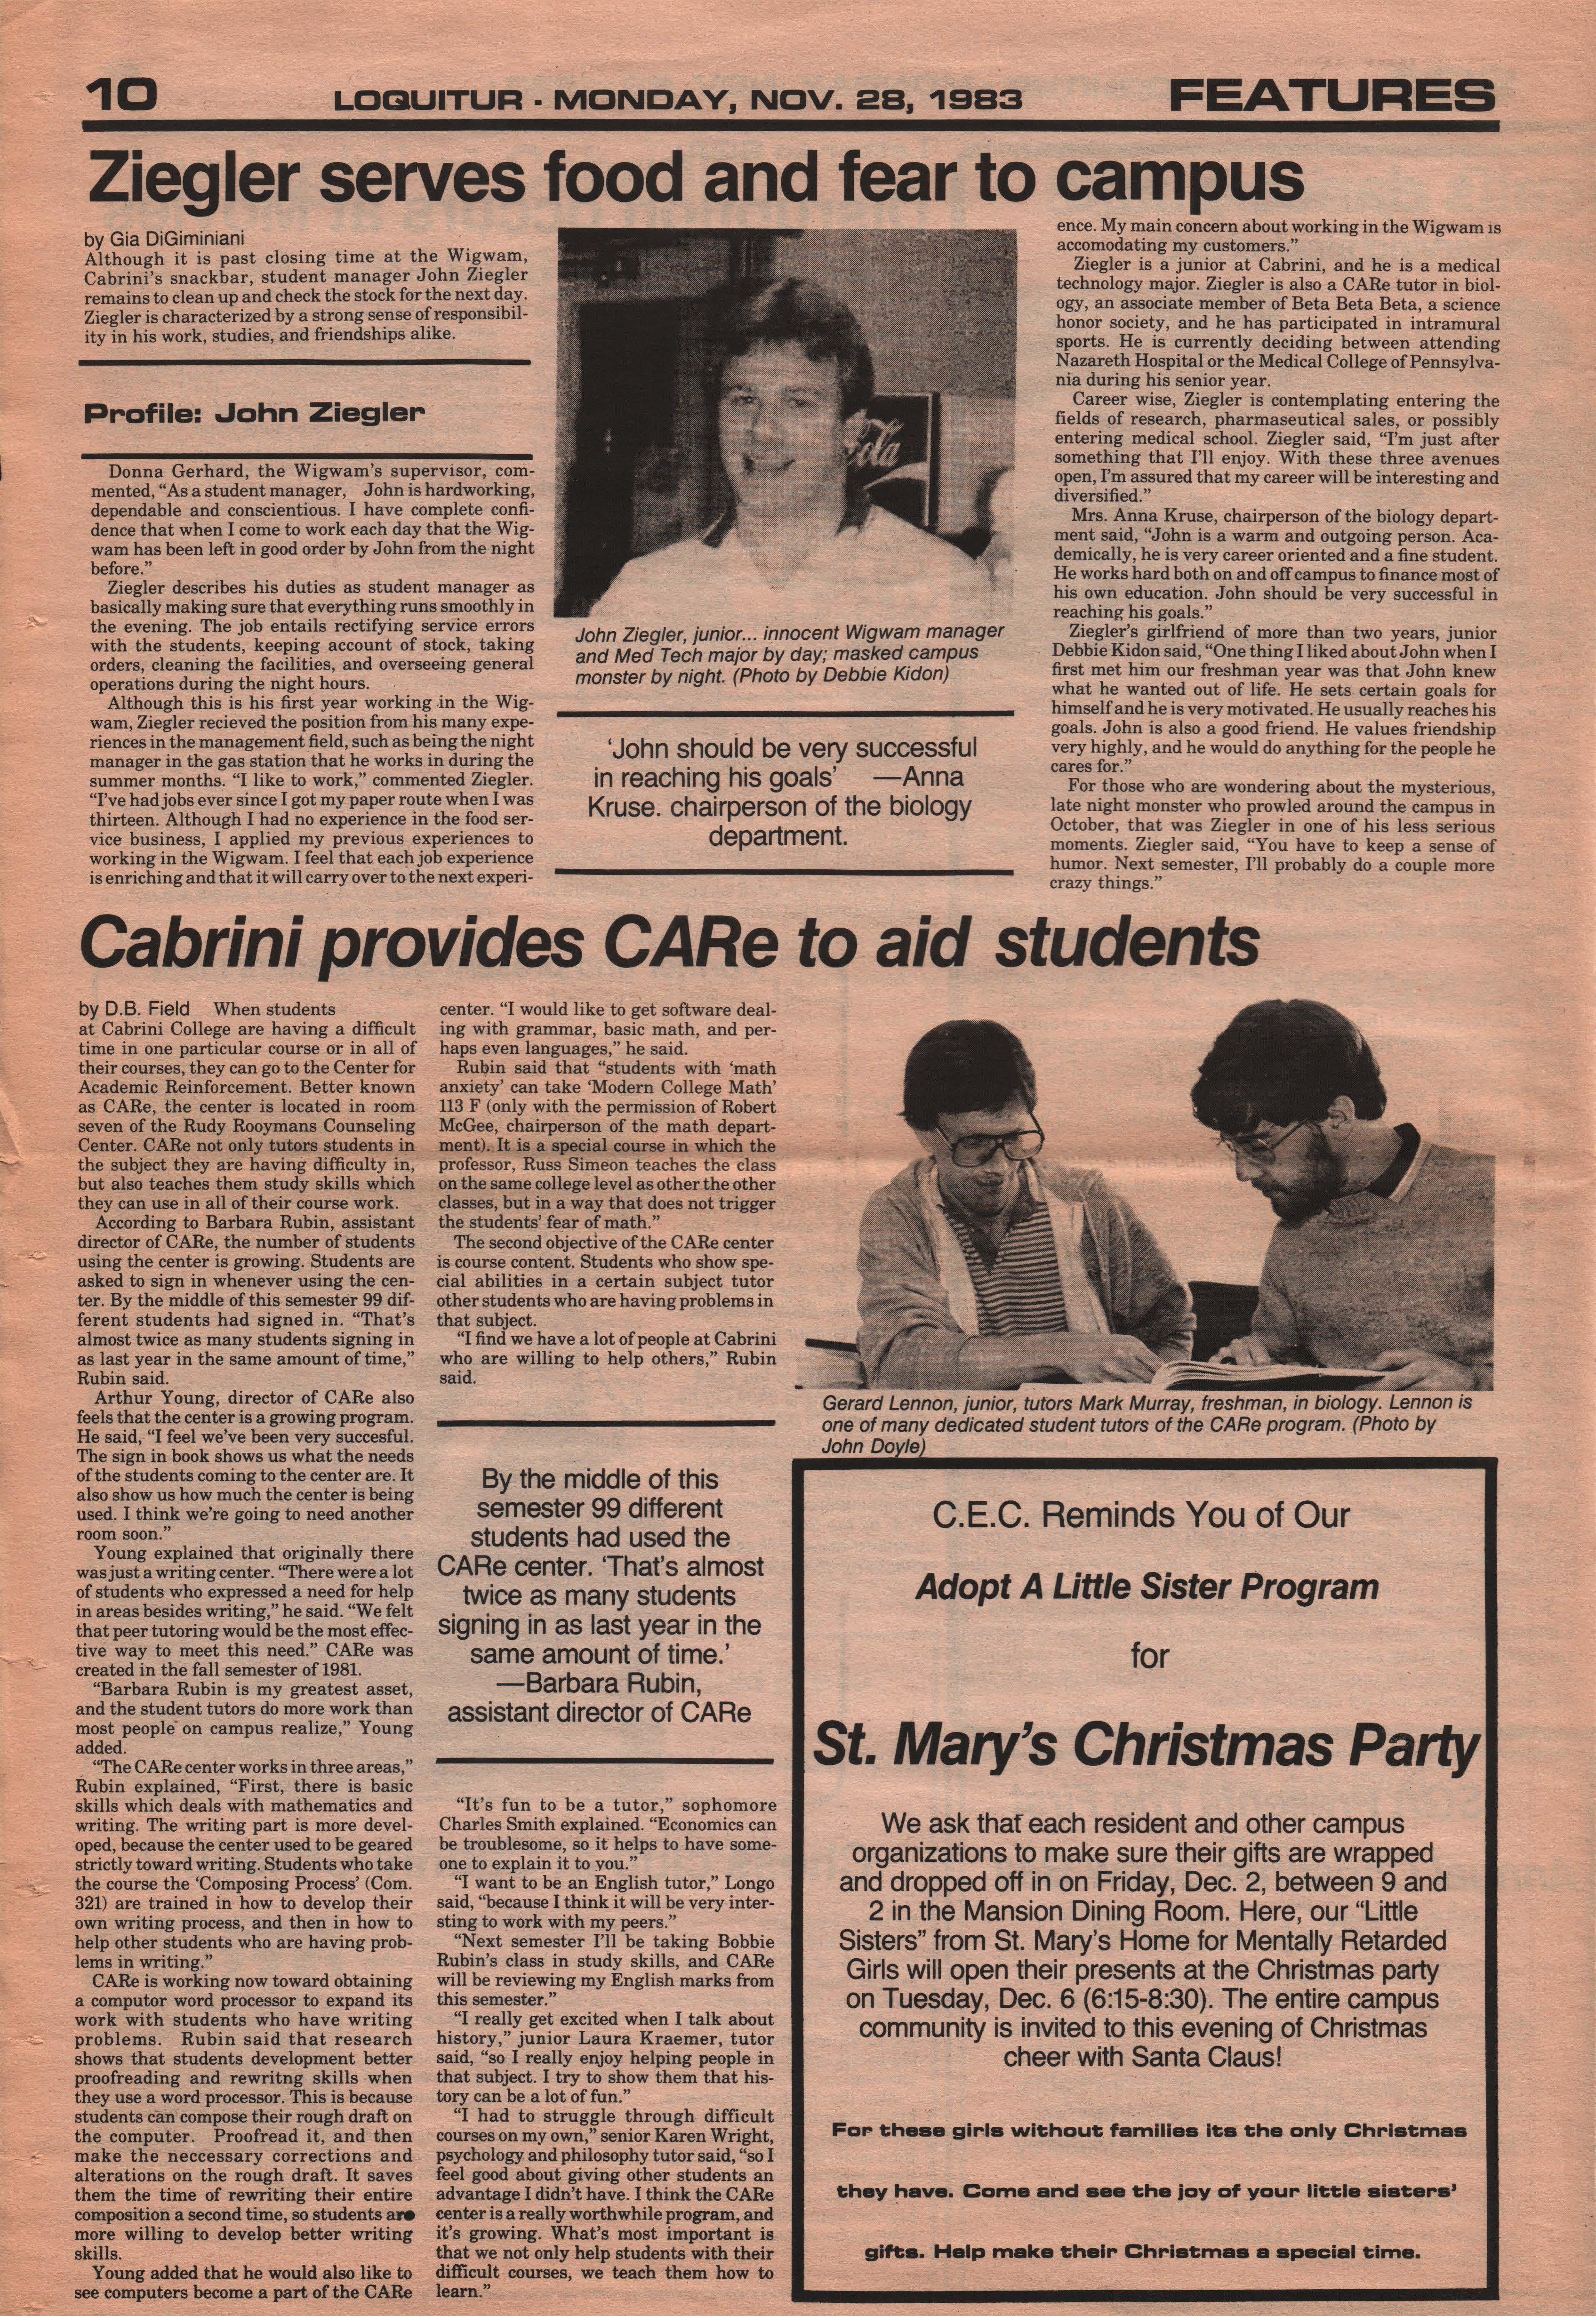 10
LOQUITUR - MONDAY, NOV. 28, 1983
FEATURES
Ziegler serves food and fear to campus
by Gia DiGiminiani
Although it is past closing time at the Wigwam,
Cabrini's snackbar, student manager John Ziegler
remains to clean up and check the stock for the next day.
Ziegler is characterized by a strong sense of responsibil-
ity in his work, studies, and friendships alike.
Profile: John Ziegler
Donna Gerhard, the Wigwam's supervisor, com-
mented, “As a student manager, John is hardworking,
dependable and conscientious. I have complete confi-
dence that when I come to work each day that the Wig-
wam has been left in good order by John from the night
before.”
Ziegler describes his duties as student manager as
basically making sure that everything runs smoothly in
the evening. The job entails rectifying service errors
with the students, keeping account of stock, taking
orders, cleaning the facilities, and overseeing general
operations during the night hours.
Although this is his first year working in the Wig-
wam, Ziegler recieved the position from his many expe-
riences in the management field, such as being the night
manager in the gas station that he works in during the
summer months. “I like to work,” commented Ziegler.
“I've had jobs ever since I got my paper route when I was
thirteen. Although I had no experience in the food ser-
vice business, I applied my previous experiences to
working in the Wigwam. I feel that each job experience
is enriching and that it will carry over to the next experi-
Cola
John Ziegler, junior... innocent Wigwam manager
and Med Tech major by day; masked campus
monster by night. (Photo by Debbie Kidon)
‘John should be very successful
in reaching his goals’ —Anna
Kruse. chairperson of the biology
department.
ence. My main concern about working in the Wigwam is
accomodating my customers.”
Ziegler is a junior at Cabrini, and he is a medical
technology major. Ziegler is also a CARe tutor in biol-
ogy, an associate member of Beta Beta Beta, a science
honor society, and he has participated in intramural
sports. He is currently deciding between attending
Nazareth Hospital or the Medical College of Pennsylva-
nia during his senior year.
Career wise, Ziegler is contemplating entering the
fields of research, pharmaseutical sales, or possibly
entering medical school. Ziegler said, “I'm just after
something that I'll enjoy. With these three avenues
open, I'm assured that my career will be interesting and
diversified.”
Mrs. Anna Kruse, chairperson of the biology depart-
ment said, “John is a warm and outgoing person. Aca-
demically, he is very career oriented and a fine student.
He works hard both on and off campus to finance most of
his own education. John should be very successful in
reaching his goals.”
Ziegler's girlfriend of more than two years, junior
Debbie Kidon said, “One thing I liked about John when I
first met him our freshman year was that John knew
what he wanted out of life. He sets certain goals for
himself and he is very motivated. He usually reaches his
goals. John is also a good friend. He values friendship
very highly, and he would do anything for the people he
cares for.”
For those who are wondering about the mysterious,
late night monster who prowled around the campus in
October, that was Ziegler in one of his less serious
moments. Ziegler said, “You have to keep a sense of
humor. Next semester, I'll probably do a couple more
crazy things.”
Cabrini provides CARe to aid students
by D.B. Field When students
at Cabrini College are having a difficult
time in one particular course or in all of
their courses, they can go to the Center for
Academic Reinforcement. Better known
as CARe, the center is located in room
seven of the Rudy Rooymans Counseling
Center. CARe not only tutors students in
the subject they are having difficulty in,
but also teaches them study skills which
they can use in all of their course work.
According to Barbara Rubin, assistant
director of CARe, the number of students
using the center is growing. Students are
asked to sign in whenever using the cen-
ter. By the middle of this semester 99 dif-
ferent students had signed in. “That's
almost twice as many students signing in
as last year in the same amount of time,”
Rubin said.
Arthur Young, director of CARe also
feels that the center is a growing program.
He said, “I feel we've been very succesful.
The sign in book shows us what the needs
of the students coming to the center are. It
also show us how much the center is being
used. I think we're going to need another
room soon.”
Young explained that originally there
was just a writing center. “There were a lot
of students who expressed a need for help
in areas besides writing,” he said. “We felt
that peer tutoring would be the most effec-
tive way to meet this need.” CARe was
created in the fall semester of 1981.
“Barbara Rubin is my greatest asset,
and the student tutors do more work than
most people on campus realize,” Young
added.
“The CARe center works in three areas,”
Rubin explained, “First, there is basic
skills which deals with mathematics and
writing. The writing part is more devel-
oped, because the center used to be geared
strictly toward writing. Students who take
the course the ‘Composing Process’ (Com.
321) are trained in how to develop their
own writing process, and then in how to
help other students who are having prob-
lems in writing.”
CARe is working now toward obtaining
a computor word processor to expand its
work with students who have writing
problems. Rubin said that research
shows that students development better
proofreading and rewritng skills when
they use a word processor. This is because
students can compose their rough draft on
the computer. Proofread it, and then
make the neccessary corrections and
alterations on the rough draft. It saves
them the time of rewriting their entire
composition a second time, so students are
more willing to develop better writing
skills.
Young added that he would also like to
see computers become a part of the CARe
center. “I would like to get software deal-
ing with grammar, basic math, and per-
haps even languages,” he said.
Rubin said that “students with ‘math
anxiety’ can take ‘Modern College Math’
113 F (only with the permission of Robert
McGee, chairperson of the math depart-
ment). It is a special course in which the
professor, Russ Simeon teaches the class
on the same college level as other the other
classes, but in a way that does not trigger
the students' fear of math.”
The second objective of the CARe center
is course content. Students who show spe-
cial abilities in a certain subject tutor
other students who are having problems in
that subject.
“I find we have a lot of people at Cabrini
who are willing to help others,” Rubin
said.
By the middle of this
semester 99 different
students had used the
CARe center. ‘That's almost
twice as many students
signing in as last year in the
same amount of time.’
—Barbara Rubin,
assistant director of CARe
“It's fun to be a tutor,” sophomore
Charles Smith explained. “Economics can
be troublesome, so it helps to have some-
one to explain it to you.”
“I want to be an English tutor,” Longo
said, “because I think it will be very inter-
sting to work with my peers.”
“Next semester I'll be taking Bobbie
Rubin's class in study skills, and CARe
will be reviewing my English marks from
this semester.”
“I really get excited when I talk about
history,” junior Laura Kraemer, tutor
said, “so I really enjoy helping people in
that subject. I try to show them that his-
tory can be a lot of fun.”
“I had to struggle through difficult
courses on my own,” senior Karen Wright,
psychology and philosophy tutor said, “so I
feel good about giving other students an
advantage I didn't have. I think the CARe
center is a really worthwhile program, and
it's growing. What's most important is
that we not only help students with their
difficult courses, we teach them how to
learn.”
Gerard Lennon, junior, tutors Mark Murray, freshman, in biology. Lennon is
one of many dedicated student tutors of the CARe program. (Photo by
John Doyle)
C.E.C. Reminds You of Our
Adopt A Little Sister Program
for
St. Mary's Christmas Party
We ask that each resident and other campus
organizations to make sure their gifts are wrapped
and dropped off in on Friday, Dec. 2, between 9 and
2 in the Mansion Dining Room. Here, our “Little
Sisters” from St. Mary's Home for Mentally Retarded
Girls will open their presents at the Christmas party
on Tuesday, Dec. 6 (6:15-8:30). The entire campus
community is invited to this evening of Christmas
cheer with Santa Claus!
For these girls without families its the only Christmas
they have. Come and see the joy of your little sisters'
gifts. Help make their Christmas a special time.